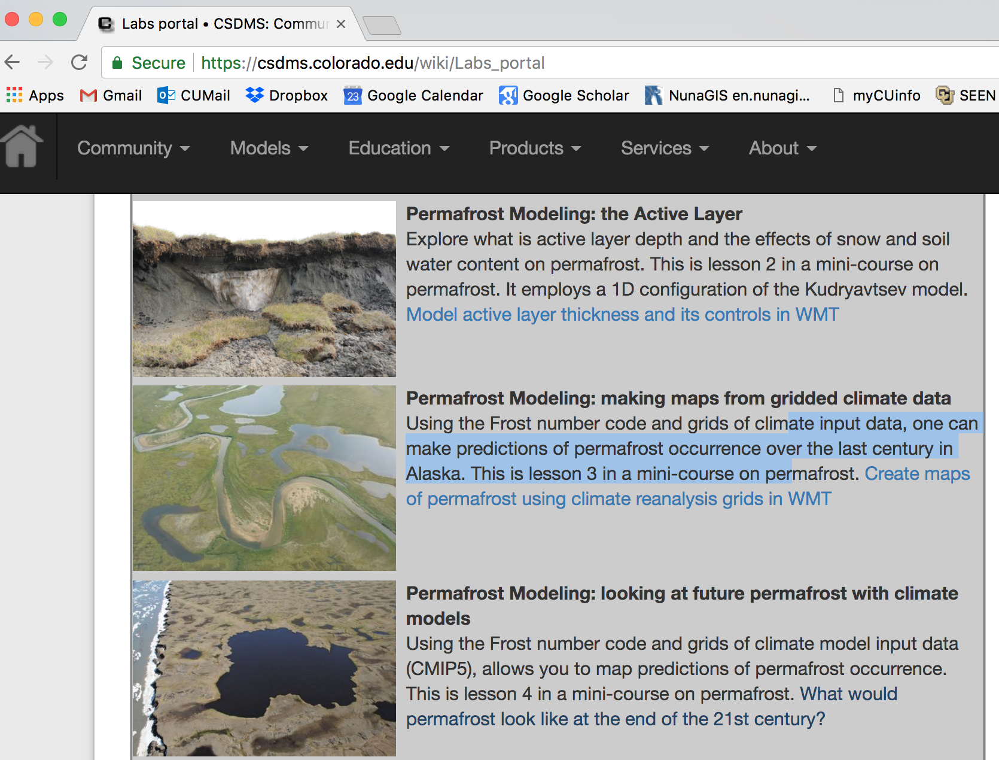 Labs portal • CSDMS: Commun
Secure https://csdms.colorado.edu/wiki/Labs_portal
Apps Gmail CUMail Dropbox 23 Google Calendar Google Scholar NunaGIS en.nunagi... myCUinfo SEEN
Community Models Education Products Services About
Permafrost Modeling: the Active Layer
Explore what is active layer depth and the effects of snow and soil
water content on permafrost. This is lesson 2 in a mini-course on
permafrost. It employs a 1D configuration of the Kudryavtsev model.
Model active layer thickness and its controls in WMT
Permafrost Modeling: making maps from gridded climate data
Using the Frost number code and grids of climate input data, one can
make predictions of permafrost occurrence over the last century in
Alaska. This is lesson 3 in a mini-course on permafrost. Create maps
of permafrost using climate reanalysis grids in WMT
Permafrost Modeling: looking at future permafrost with climate
models
Using the Frost number code and grids of climate model input data
(CMIP5), allows you to map predictions of permafrost occurrence.
This is lesson 4 in a mini-course on permafrost. What would
permafrost look like at the end of the 21st century?